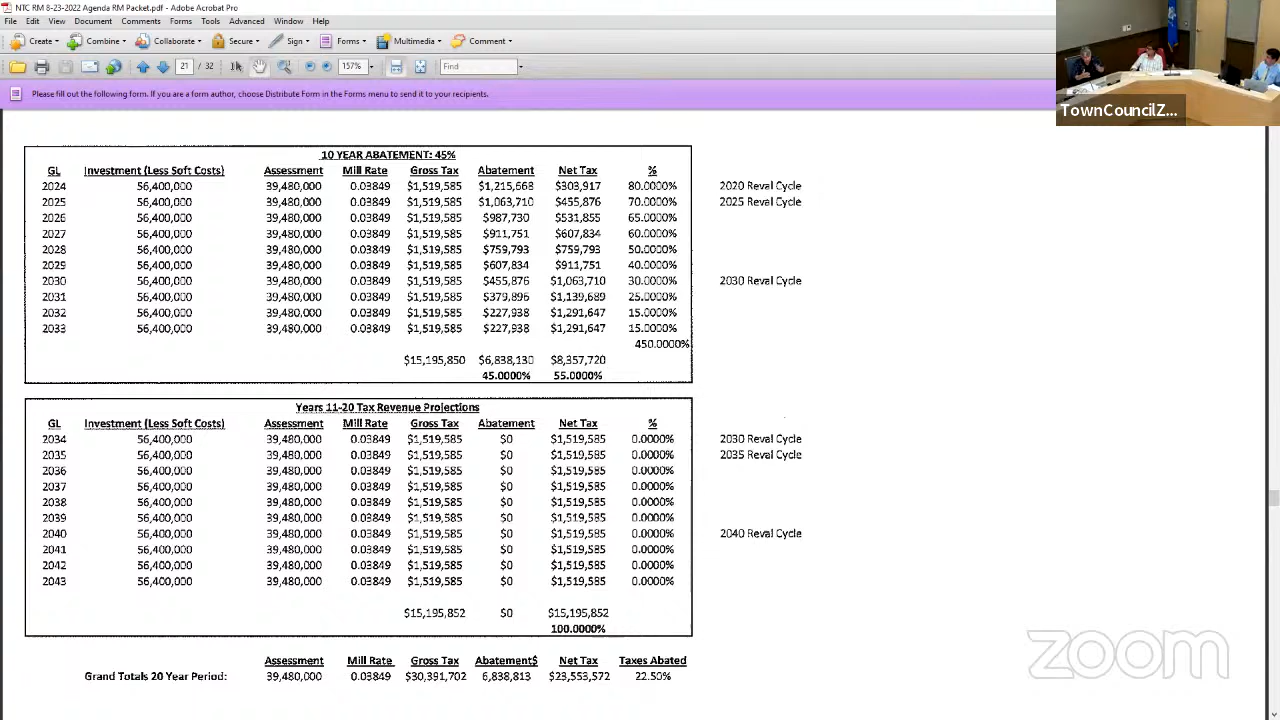 NTC RM 8-23-2022 Agenda RM Packet.pdf - Adobe Acrobat Pro
File Edit View Document Comments Forms Tools Advanced Window Help
Create Combine Collaborate Secure Sign Forms Multimedia Comment
21 / 32 157% Find
Please fill out the following form. If you are a form author, choose Distribute Form in the Forms menu to send it to your recipients.
TownCouncilZ...
10 YEAR ABATEMENT: 45%
GL Investment (Less Soft Costs) Assessment Mill Rate Gross Tax Abatement Net Tax %
2024 56,400,000 39,480,000 0.03849 $1,519,585 $1,215,668 $303,917 80.0000% 2020 Reval Cycle
2025 56,400,000 39,480,000 0.03849 $1,519,585 $1,063,710 $455,876 70.0000% 2025 Reval Cycle
2026 56,400,000 39,480,000 0.03849 $1,519,585 $987,730 $531,855 65.0000%
2027 56,400,000 39,480,000 0.03849 $1,519,585 $911,751 $607,834 60.0000%
2028 56,400,000 39,480,000 0.03849 $1,519,585 $759,793 $759,793 50.0000%
2029 56,400,000 39,480,000 0.03849 $1,519,585 $607,834 $911,751 40.0000%
2030 56,400,000 39,480,000 0.03849 $1,519,585 $455,876 $1,063,710 30.0000% 2030 Reval Cycle
2031 56,400,000 39,480,000 0.03849 $1,519,585 $379,896 $1,139,689 25.0000%
2032 56,400,000 39,480,000 0.03849 $1,519,585 $227,938 $1,291,647 15.0000%
2033 56,400,000 39,480,000 0.03849 $1,519,585 $227,938 $1,291,647 15.0000%
450.0000%
$15,195,850 $6,838,130 $8,357,720
45.0000% 55.0000%
Years 11-20 Tax Revenue Projections
GL Investment (Less Soft Costs) Assessment Mill Rate Gross Tax Abatement Net Tax %
2034 56,400,000 39,480,000 0.03849 $1,519,585 $0 $1,519,585 0.0000% 2030 Reval Cycle
2035 56,400,000 39,480,000 0.03849 $1,519,585 $0 $1,519,585 0.0000% 2035 Reval Cycle
2036 56,400,000 39,480,000 0.03849 $1,519,585 $0 $1,519,585 0.0000%
2037 56,400,000 39,480,000 0.03849 $1,519,585 $0 $1,519,585 0.0000%
2038 56,400,000 39,480,000 0.03849 $1,519,585 $0 $1,519,585 0.0000%
2039 56,400,000 39,480,000 0.03849 $1,519,585 $0 $1,519,585 0.0000%
2040 56,400,000 39,480,000 0.03849 $1,519,585 $0 $1,519,585 0.0000% 2040 Reval Cycle
2041 56,400,000 39,480,000 0.03849 $1,519,585 $0 $1,519,585 0.0000%
2042 56,400,000 39,480,000 0.03849 $1,519,585 $0 $1,519,585 0.0000%
2043 56,400,000 39,480,000 0.03849 $1,519,585 $0 $1,519,585 0.0000%
$15,195,852 $0 $15,195,852
100.0000%
Assessment Mill Rate Gross Tax Abatement$ Net Tax Taxes Abated
Grand Totals 20 Year Period: 39,480,000 0.03849 $30,391,702 6,838,813 $23,553,572 22.50%
zoom